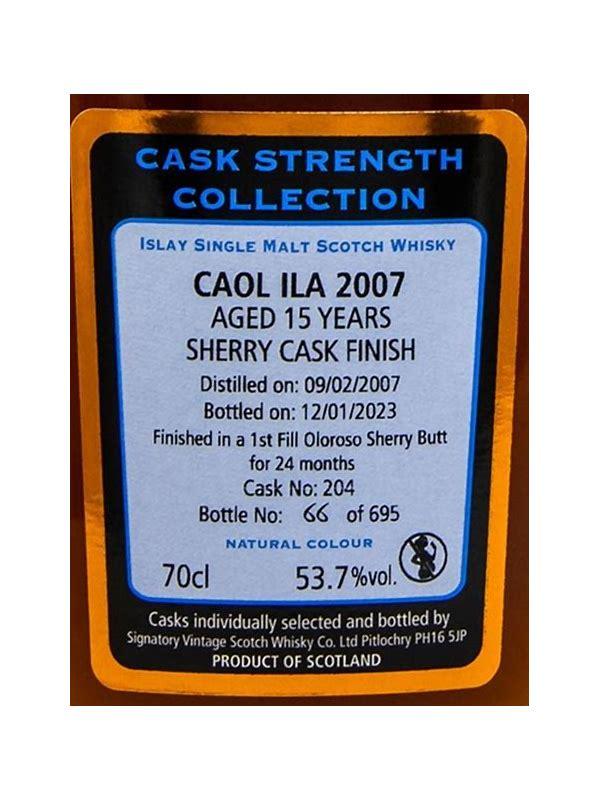 CASK STRENGTH
COLLECTION
ISLAY SINGLE MALT SCOTCH WHISKY
CAOL ILA 2007
AGED 15 YEARS
SHERRY CASK FINISH
Distilled on: 09/02/2007
Bottled on: 12/01/2023
Finished in a 1st Fill Oloroso Sherry Butt
for 24 months
Cask No: 204
Bottle No: 66 of 695
NATURAL COLOUR
70cl 53.7%vol.
Casks individually selected and bottled by
Signatory Vintage Scotch Whisky Co. Ltd Pitlochry PH16 5JP
PRODUCT OF SCOTLAND